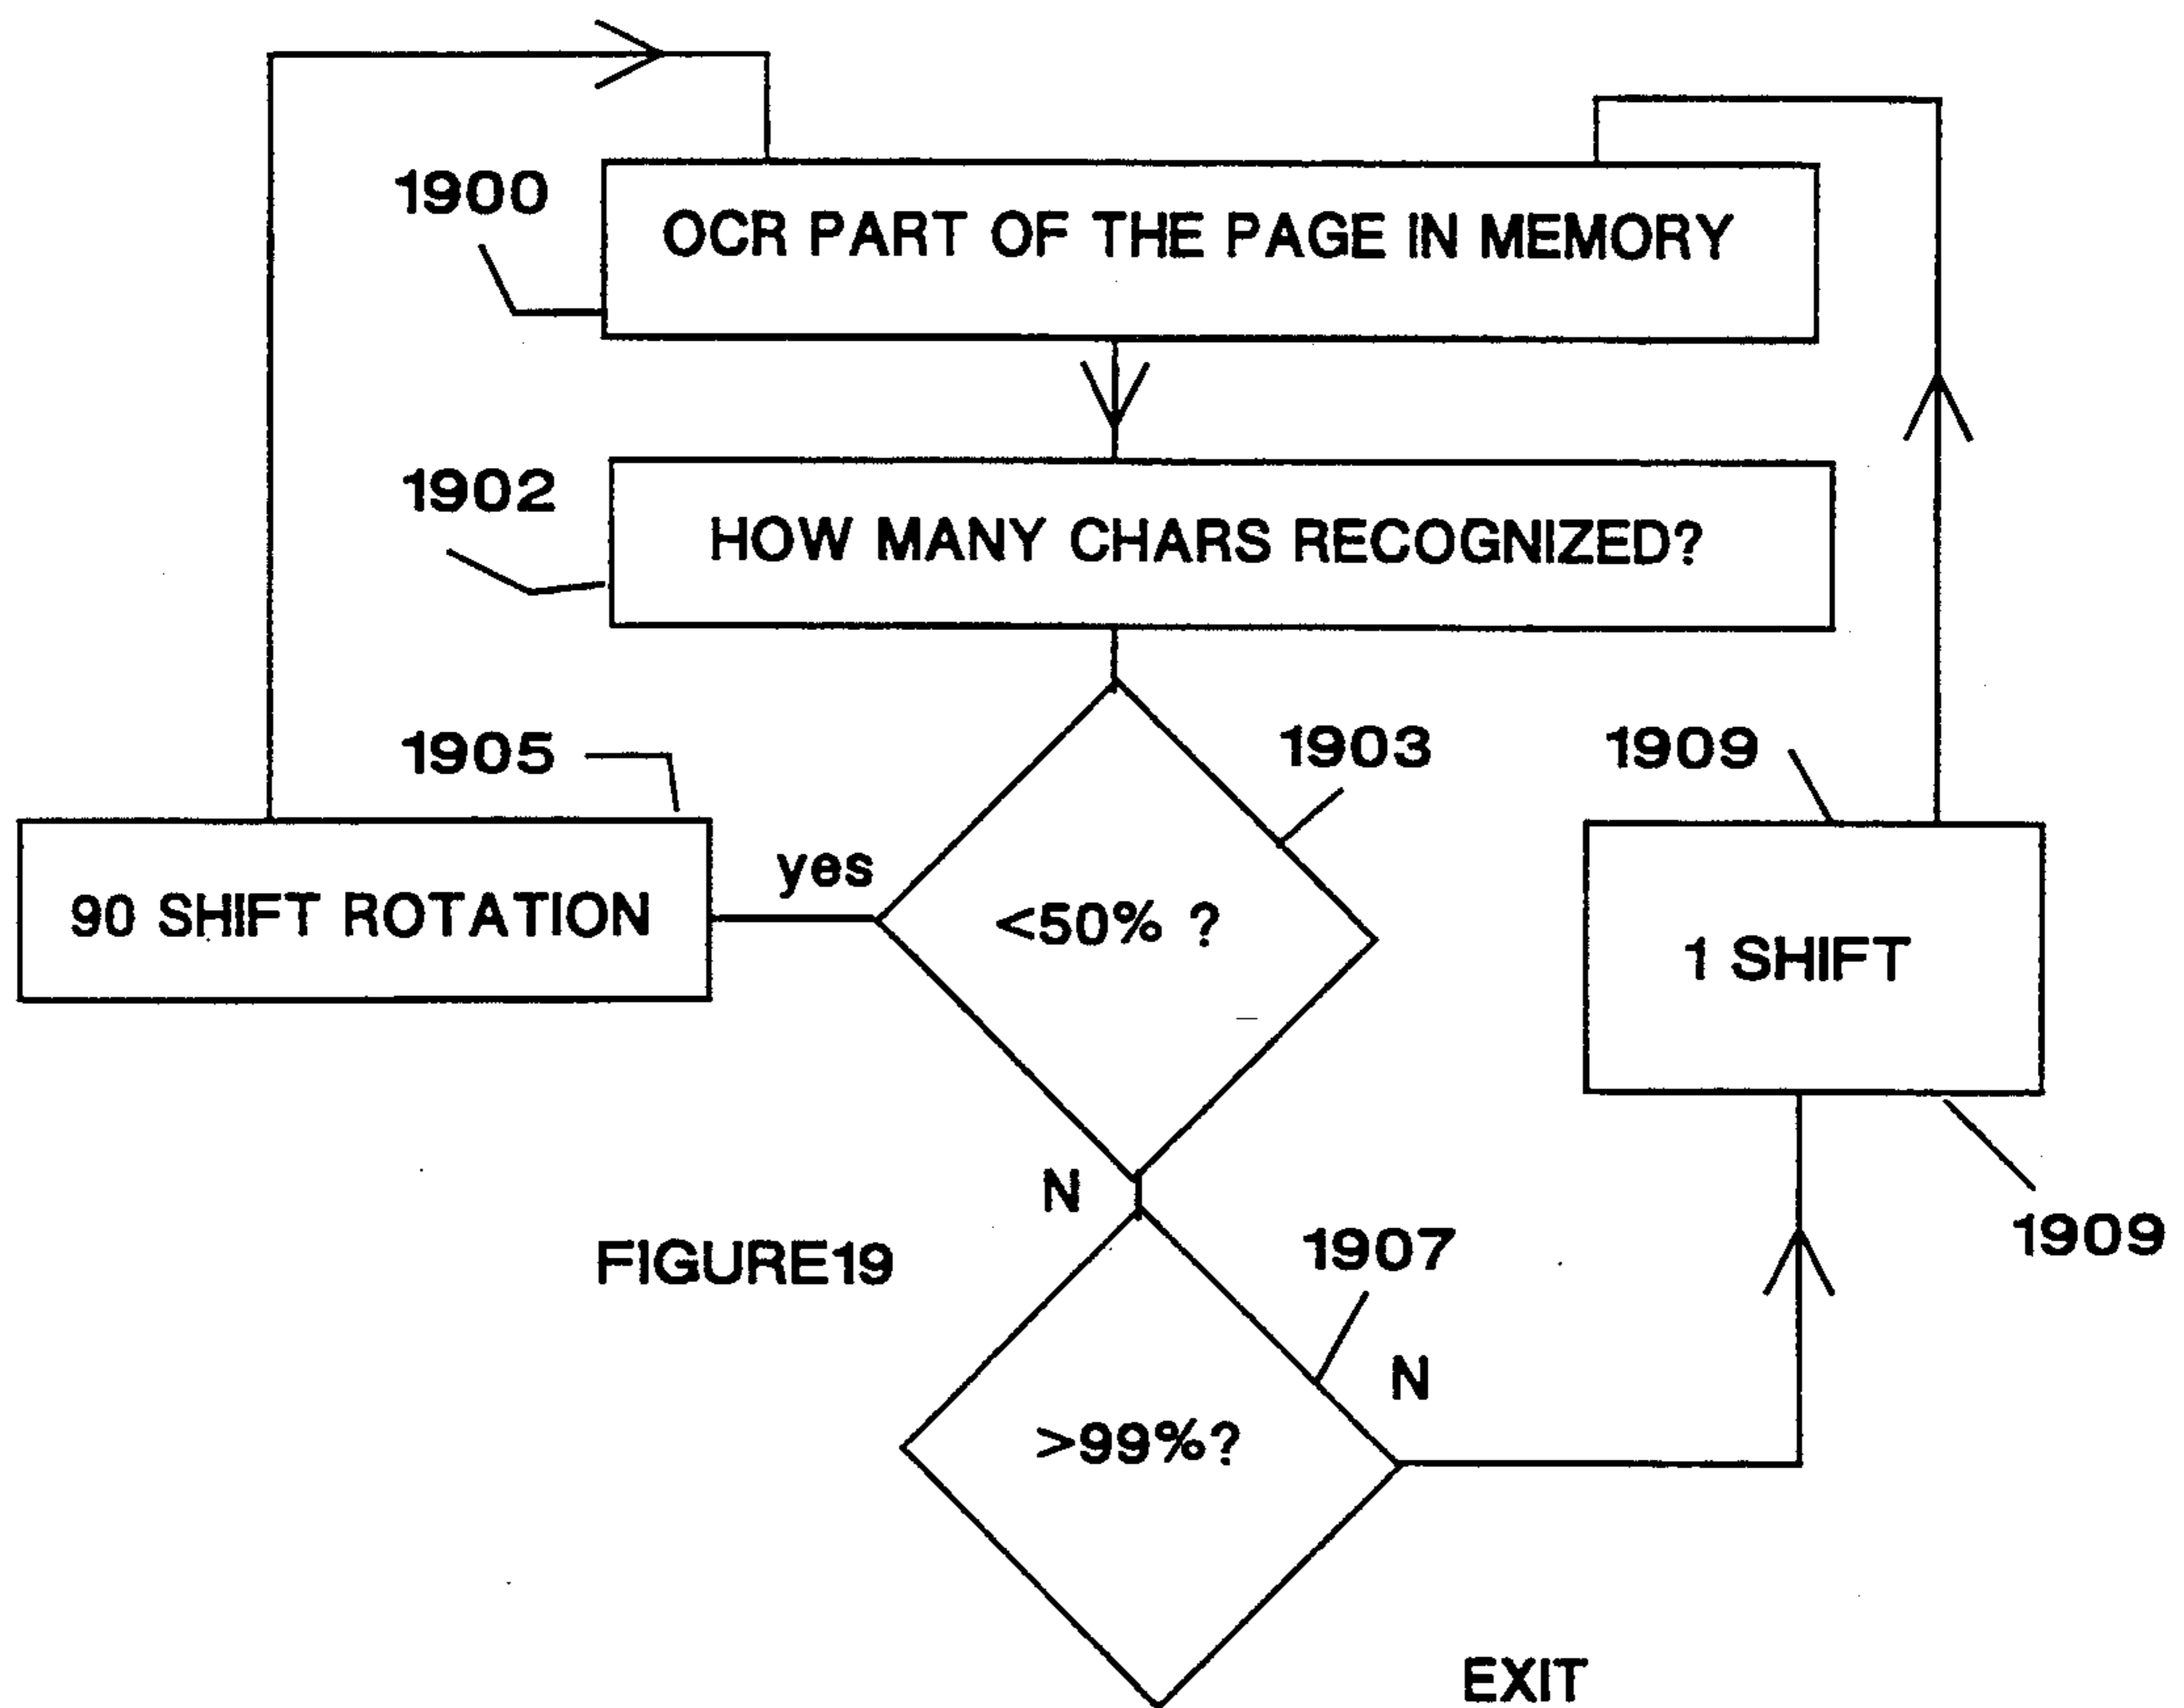 1900
OCR PART OF THE PAGE IN MEMORY
1902
HOW MANY CHARS RECOGNIZED?
1905
1903
1909
90 SHIFT ROTATION
yes
<50% ?
1 SHIFT
N
1909
FIGURE19
1907
N
>99%?
EXIT